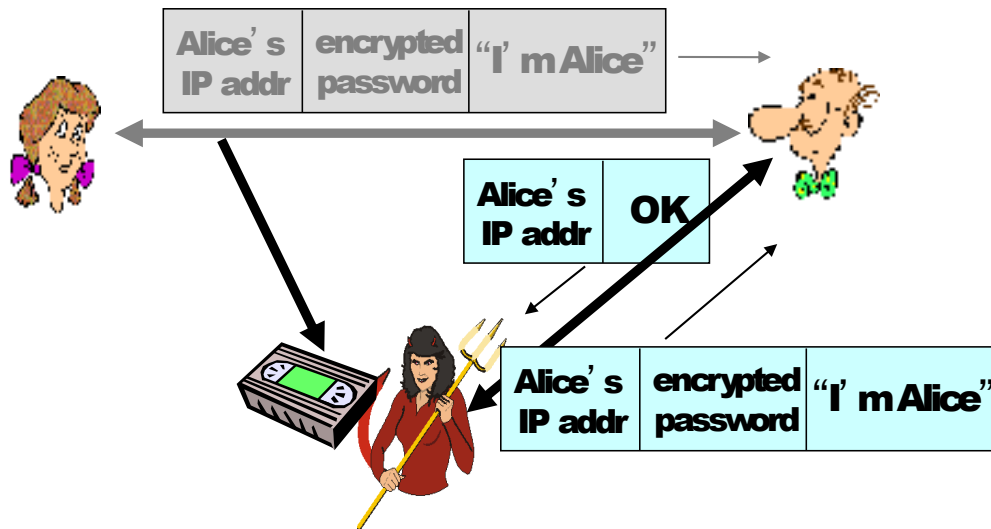 Alice’s
IP addr
encrypted
password
“I’m Alice”
Alice’s
IP addr
OK
Alice’s
IP addr
encrypted
password
“I’m Alice”